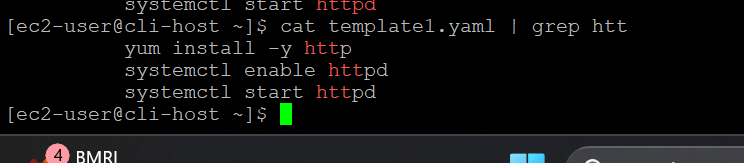 systemctl start httpd
[ec2-user@cli-host ~]$ cat template1.yaml | grep htt
yum install -y http
systemctl enable httpd
systemctl start httpd
[ec2-user@cli-host ~]$
4
BMRI